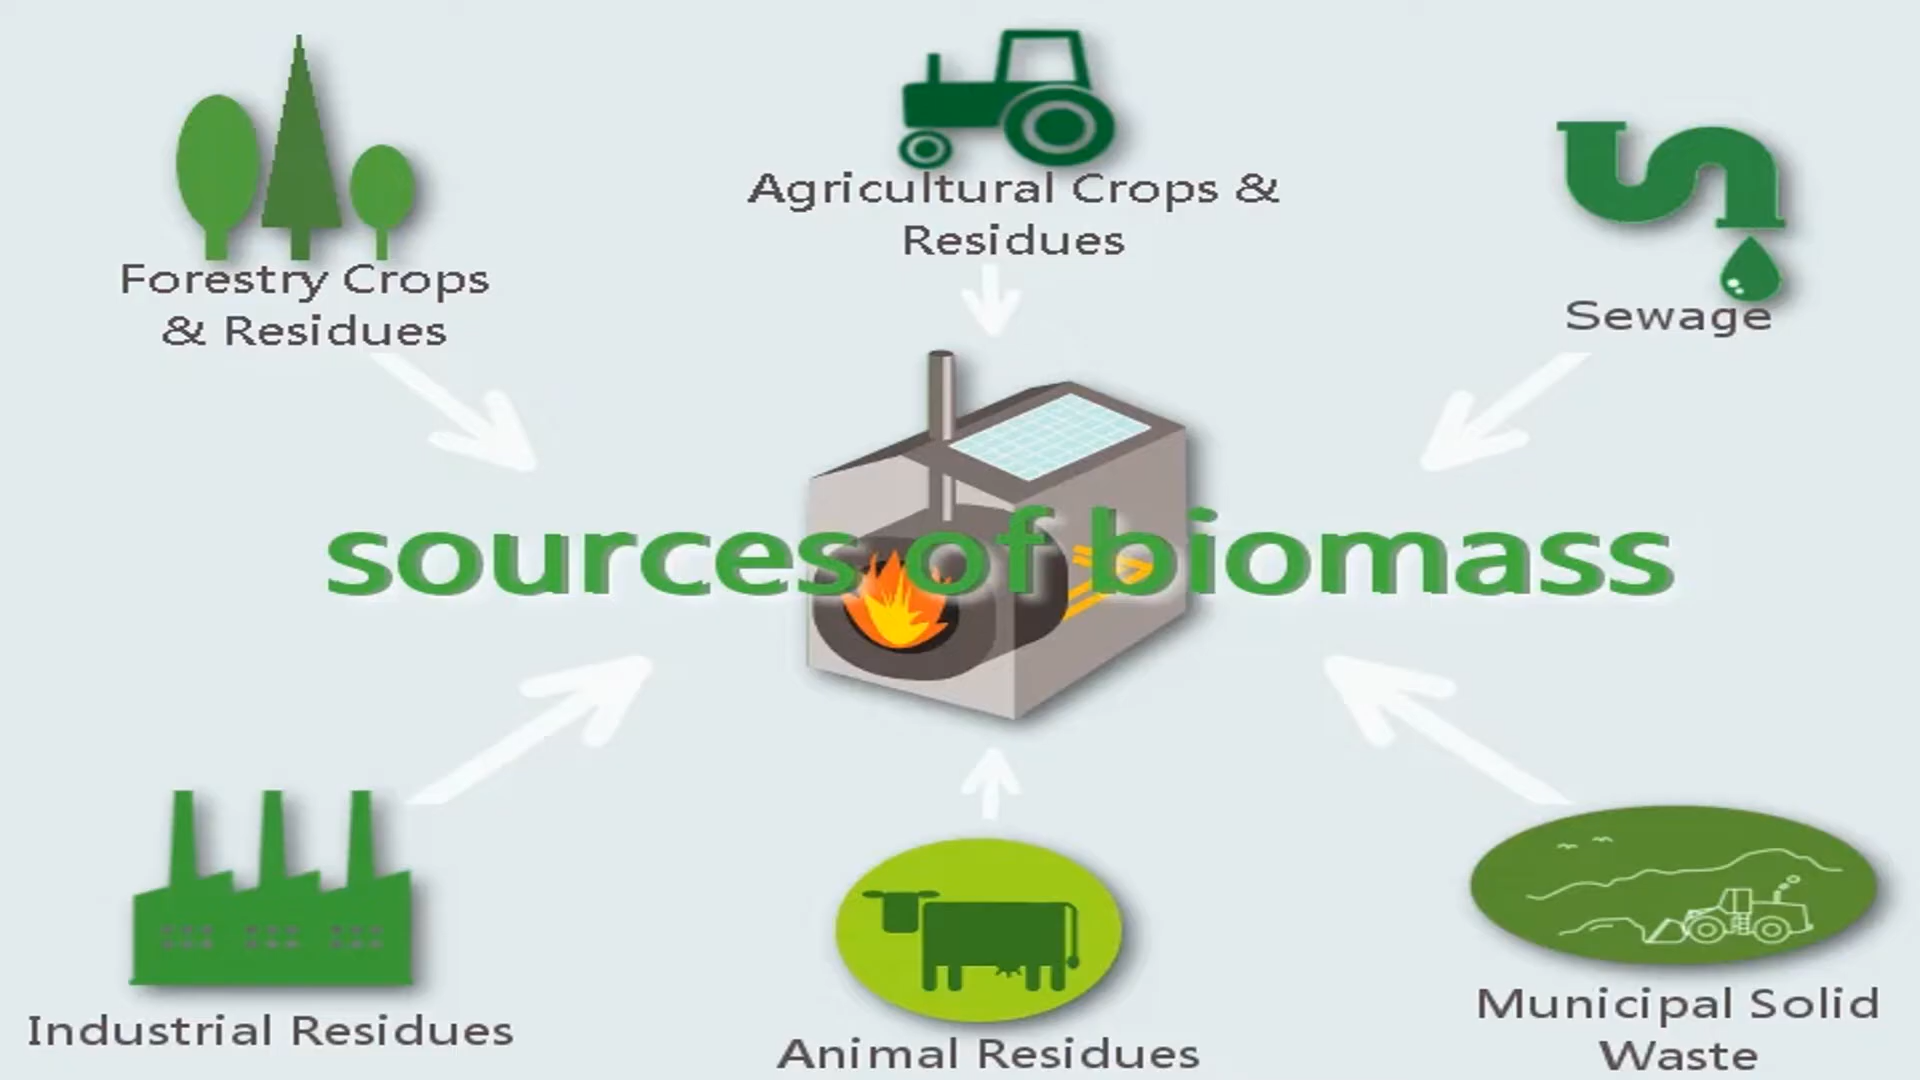 Agricultural Crops &
Residues
Forestry Crops
& Residues
Sewage
sources of biomass
Industrial Residues
Animal Residues
Municipal Solid
Waste